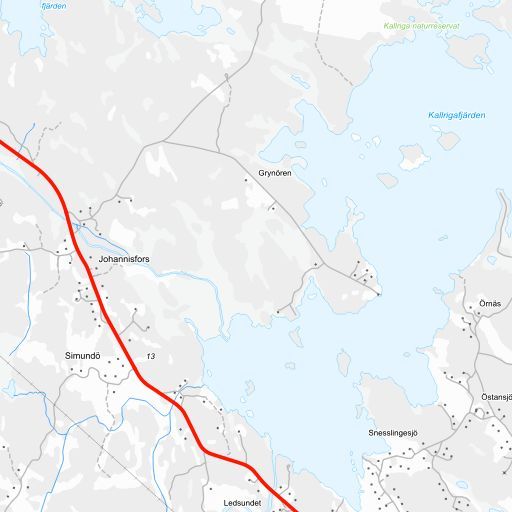 fjärden
Kallriga naturreservat
Kallrigafjärden
Grynören
Johannisfors
Örnäs
Simundö
13
Östansjö
Snesslingesjö
Ledsundet